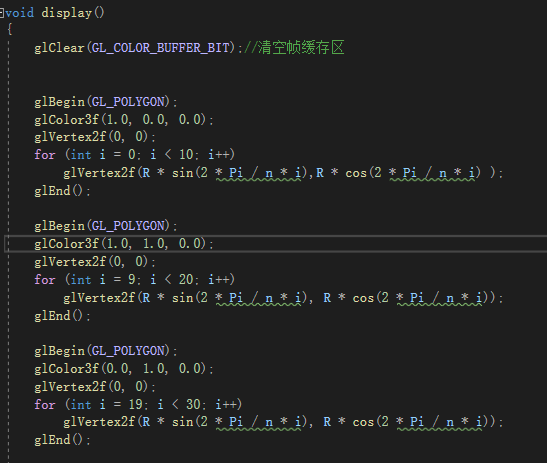 void display()
{
glClear(GL_COLOR_BUFFER_BIT);//清空帧缓存区
glBegin(GL_POLYGON);
glColor3f(1.0, 0.0, 0.0);
glVertex2f(0, 0);
for (int i = 0; i < 10; i++)
glVertex2f(R * sin(2 * Pi / n * i),R * cos(2 * Pi / n * i) );
glEnd();
glBegin(GL_POLYGON);
glColor3f(1.0, 1.0, 0.0);
glVertex2f(0, 0);
for (int i = 9; i < 20; i++)
glVertex2f(R * sin(2 * Pi / n * i), R * cos(2 * Pi / n * i));
glEnd();
glBegin(GL_POLYGON);
glColor3f(0.0, 1.0, 0.0);
glVertex2f(0, 0);
for (int i = 19; i < 30; i++)
glVertex2f(R * sin(2 * Pi / n * i), R * cos(2 * Pi / n * i));
glEnd();